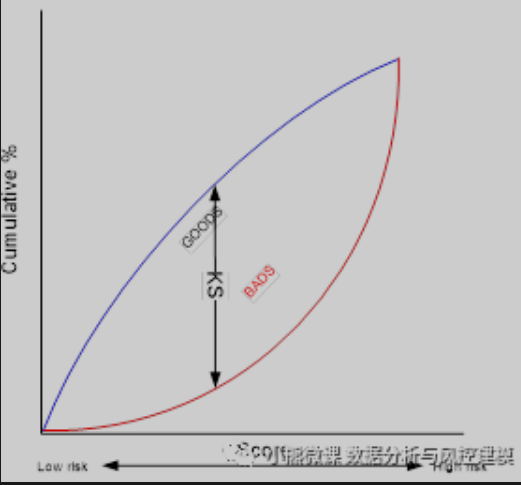 Cumulative %
GOODS
KS
BADS
Score
小熊微课 数据分析与风控建模
Low risk
High risk